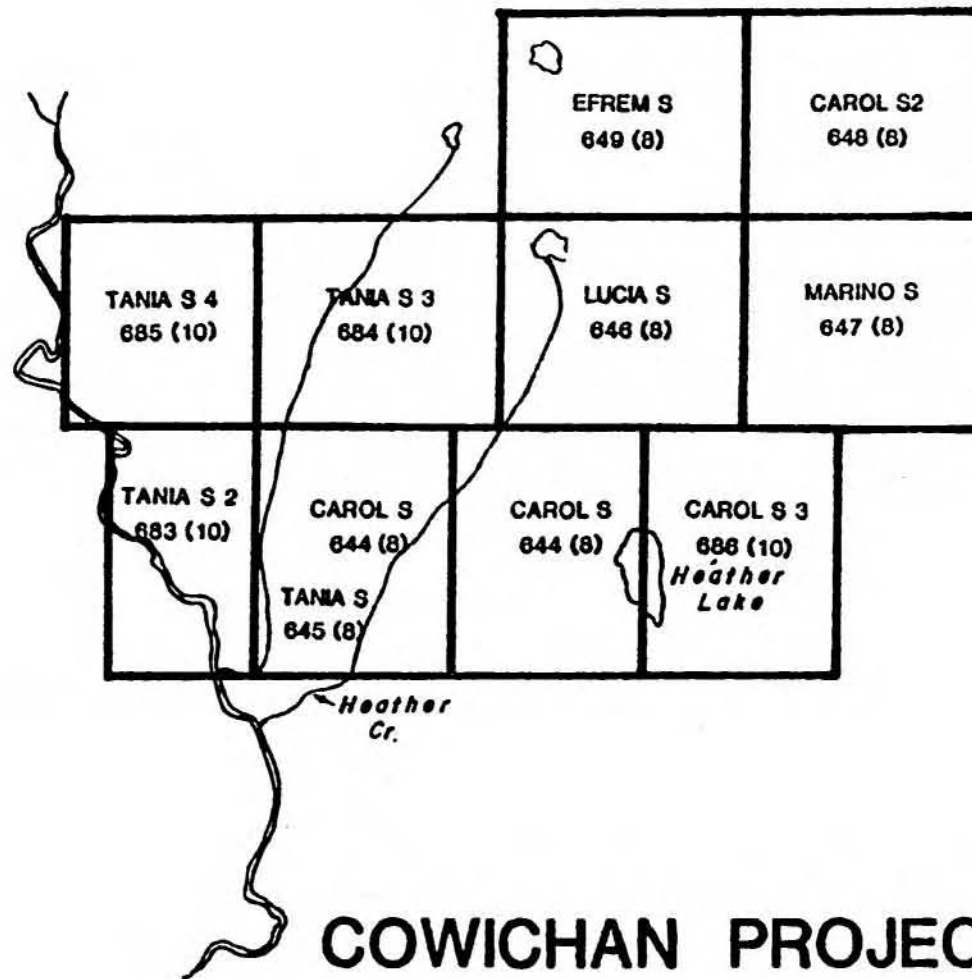 EFREM S
649 (8)
CAROL S2
648 (8)
TANIA S 4
685 (10)
TANIA S 3
684 (10)
LUCIA S
646 (8)
MARINO S
647 (8)
TANIA S 2
683 (10)
CAROL S
644 (8)
TANIA S
645 (8)
CAROL S
644 (8)
CAROL S 3
686 (10)
Heather
Lake
Heather
Cr.
COWICHAN PROJEC